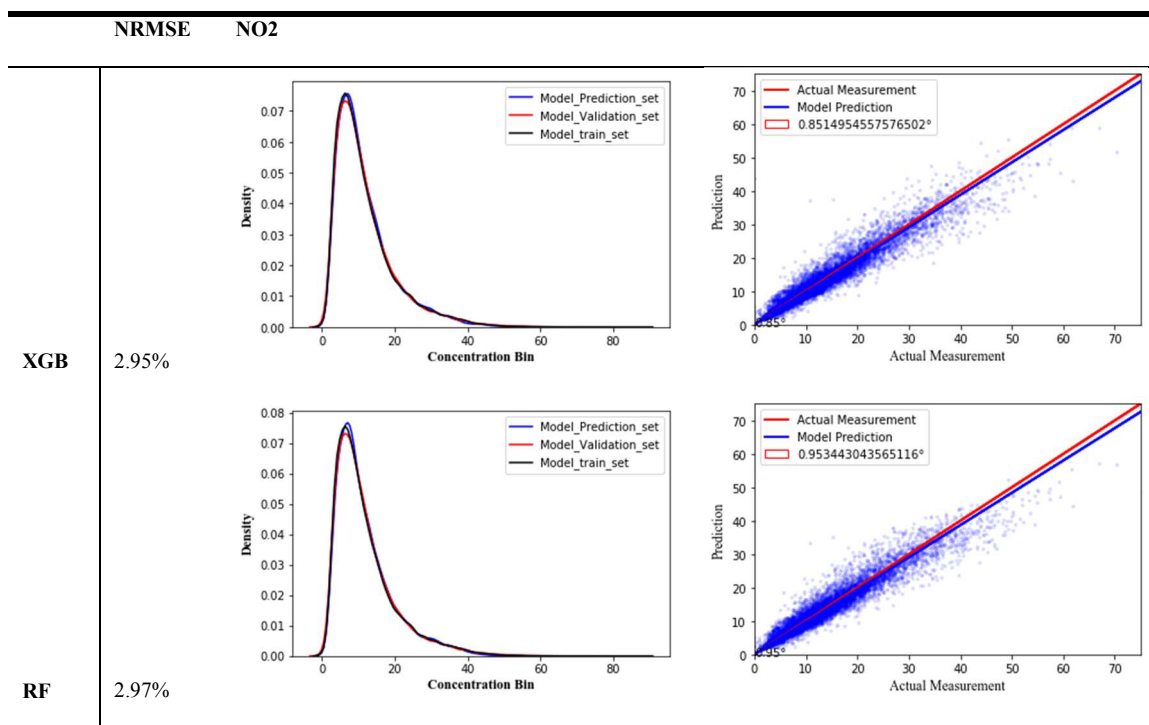 NRMSE NO2
0.07
0.06
0.05
0.04
0.03
0.02
0.01
0.00
Density
Model_Prediction_set
Model_Validation_set
Model_train_set
0 20 40 60 80
Concentration Bin
70
60
50
40
30
20
10
0
Prediction
Actual Measurement
Model Prediction
0.8514954557576502°
0.85°
0 10 20 30 40 50 60 70
Actual Measurement
XGB 2.95%
0.08
0.07
0.06
0.05
0.04
0.03
0.02
0.01
0.00
Density
Model_Prediction_set
Model_Validation_set
Model_train_set
0 20 40 60 80
Concentration Bin
70
60
50
40
30
20
10
0
Prediction
Actual Measurement
Model Prediction
0.953443043565116°
0.95°
0 10 20 30 40 50 60 70
Actual Measurement
RF 2.97%